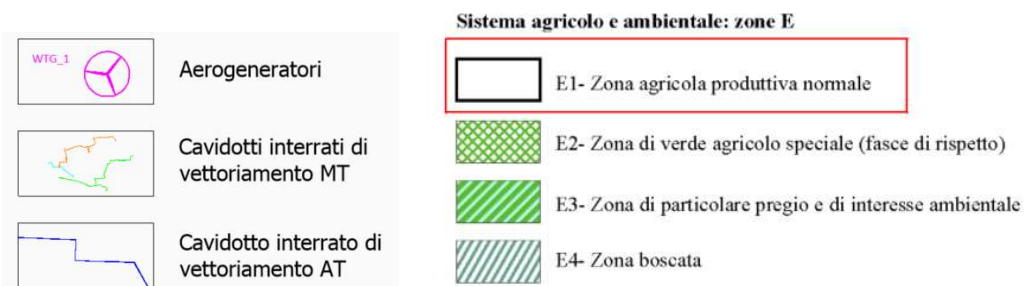 WTG_1
Aerogeneratori
Cavidotti interrati di
vettoriamento MT
Cavidotto interrato di
vettoriamento AT
Sistema agricolo e ambientale: zone E
E1- Zona agricola produttiva normale
E2- Zona di verde agricolo speciale (fasce di rispetto)
E3- Zona di particolare pregio e di interesse ambientale
E4- Zona boscata